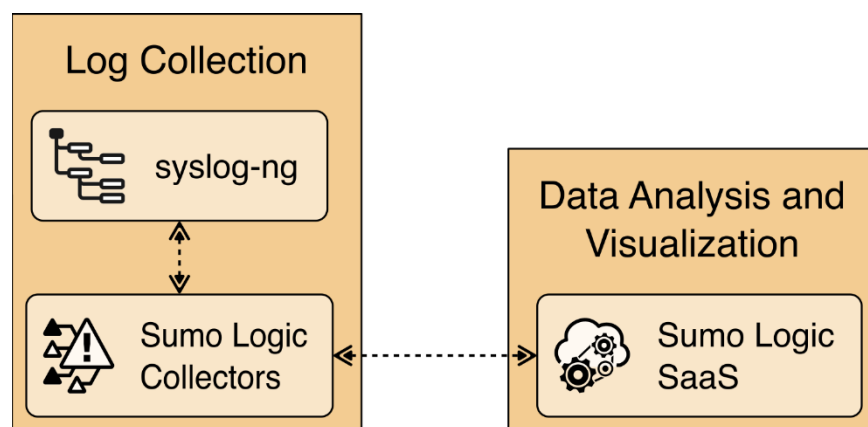 Log Collection
syslog-ng
Sumo Logic
Collectors
Data Analysis and
Visualization
Sumo Logic
SaaS